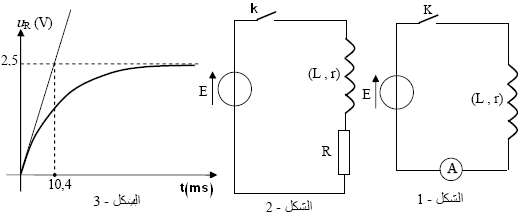 u_R (V)
2.5
10,4
t(ms)
الشكل - 3
k
E
(L , r)
R
الشكل - 2
K
E
(L , r)
A
الشكل - 1